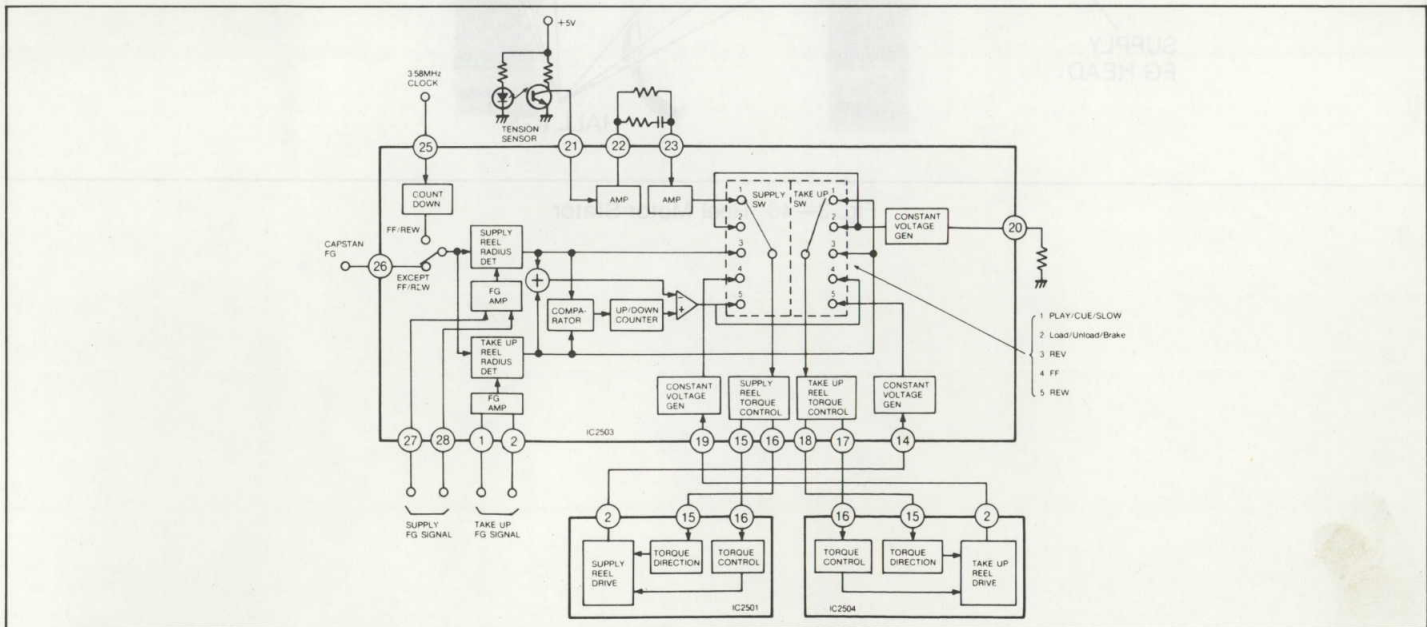 +5V
3.58MHz
CLOCK
TENSION
SENSOR
25
21
22
23
COUNT
DOWN
AMP
AMP
1
2
3
4
5
SUPPLY
SW
TAKE UP
SW
1
2
3
4
5
CONSTANT
VOLTAGE
GEN
20
FF/REW
CAPSTAN
FG
26
EXCEPT
FF/REW
SUPPLY
REEL
RADIUS
DET
FG
AMP
+
COMPA-
RATOR
UP/DOWN
COUNTER
-
+
TAKE UP
REEL
RADIUS
DET
FG
AMP
1 PLAY/CUE/SLOW
2 Load/Unload/Brake
3 REV
4 FF
5 REW
CONSTANT
VOLTAGE
GEN
SUPPLY
REEL
TORQUE
CONTROL
TAKE UP
REEL
TORQUE
CONTROL
CONSTANT
VOLTAGE
GEN
IC2503
27
28
1
2
19
15
16
18
17
14
SUPPLY
FG SIGNAL
TAKE UP
FG SIGNAL
2
15
16
16
15
2
SUPPLY
REEL
DRIVE
TORQUE
DIRECTION
TORQUE
CONTROL
IC2501
TORQUE
CONTROL
TORQUE
DIRECTION
TAKE UP
REEL
DRIVE
IC2504
SUPPLY
FG HEAD